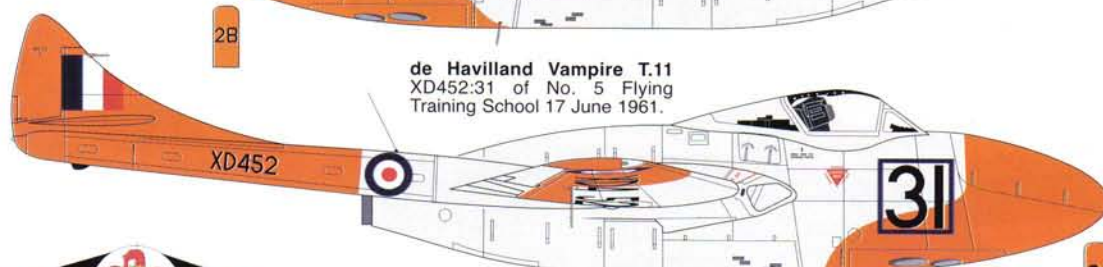 2B
de Havilland Vampire T.11
XD452:31 of No. 5 Flying
Training School 17 June 1961.
XD452
31